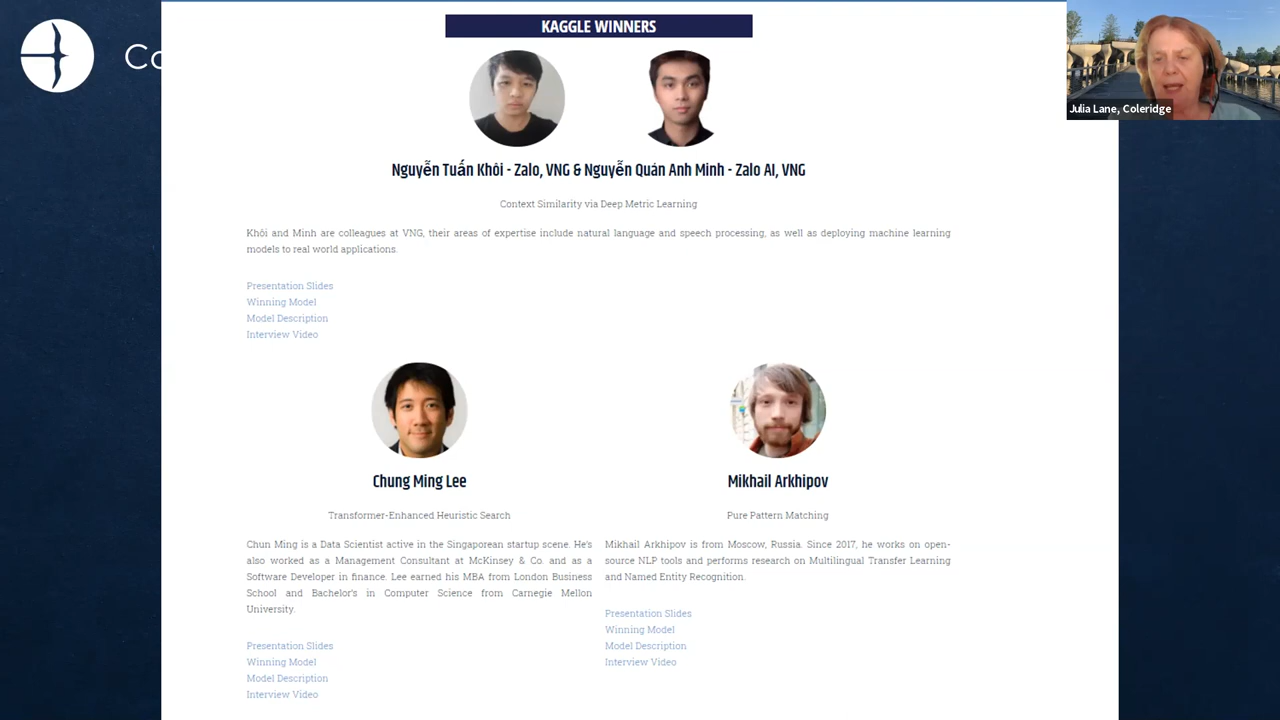 Co
KAGGLE WINNERS
Julia Lane, Coleridge
Nguyễn Tuấn Khôi - Zalo, VNG & Nguyễn Quán Anh Minh - Zalo AI, VNG
Context Similarity via Deep Metric Learning
Khôi and Minh are colleagues at VNG, their areas of expertise include natural language and speech processing, as well as deploying machine learning
models to real world applications.
Presentation Slides
Winning Model
Model Description
Interview Video
Chung Ming Lee
Transformer-Enhanced Heuristic Search
Chun Ming is a Data Scientist active in the Singaporean startup scene. He's
also worked as a Management Consultant at McKinsey & Co. and as a
Software Developer in finance. Lee earned his MBA from London Business
School and Bachelor's in Computer Science from Carnegie Mellon
University.
Presentation Slides
Winning Model
Model Description
Interview Video
Mikhail Arkhipov
Pure Pattern Matching
Mikhail Arkhipov is from Moscow, Russia. Since 2017, he works on open-
source NLP tools and performs research on Multilingual Transfer Learning
and Named Entity Recognition.
Presentation Slides
Winning Model
Model Description
Interview Video